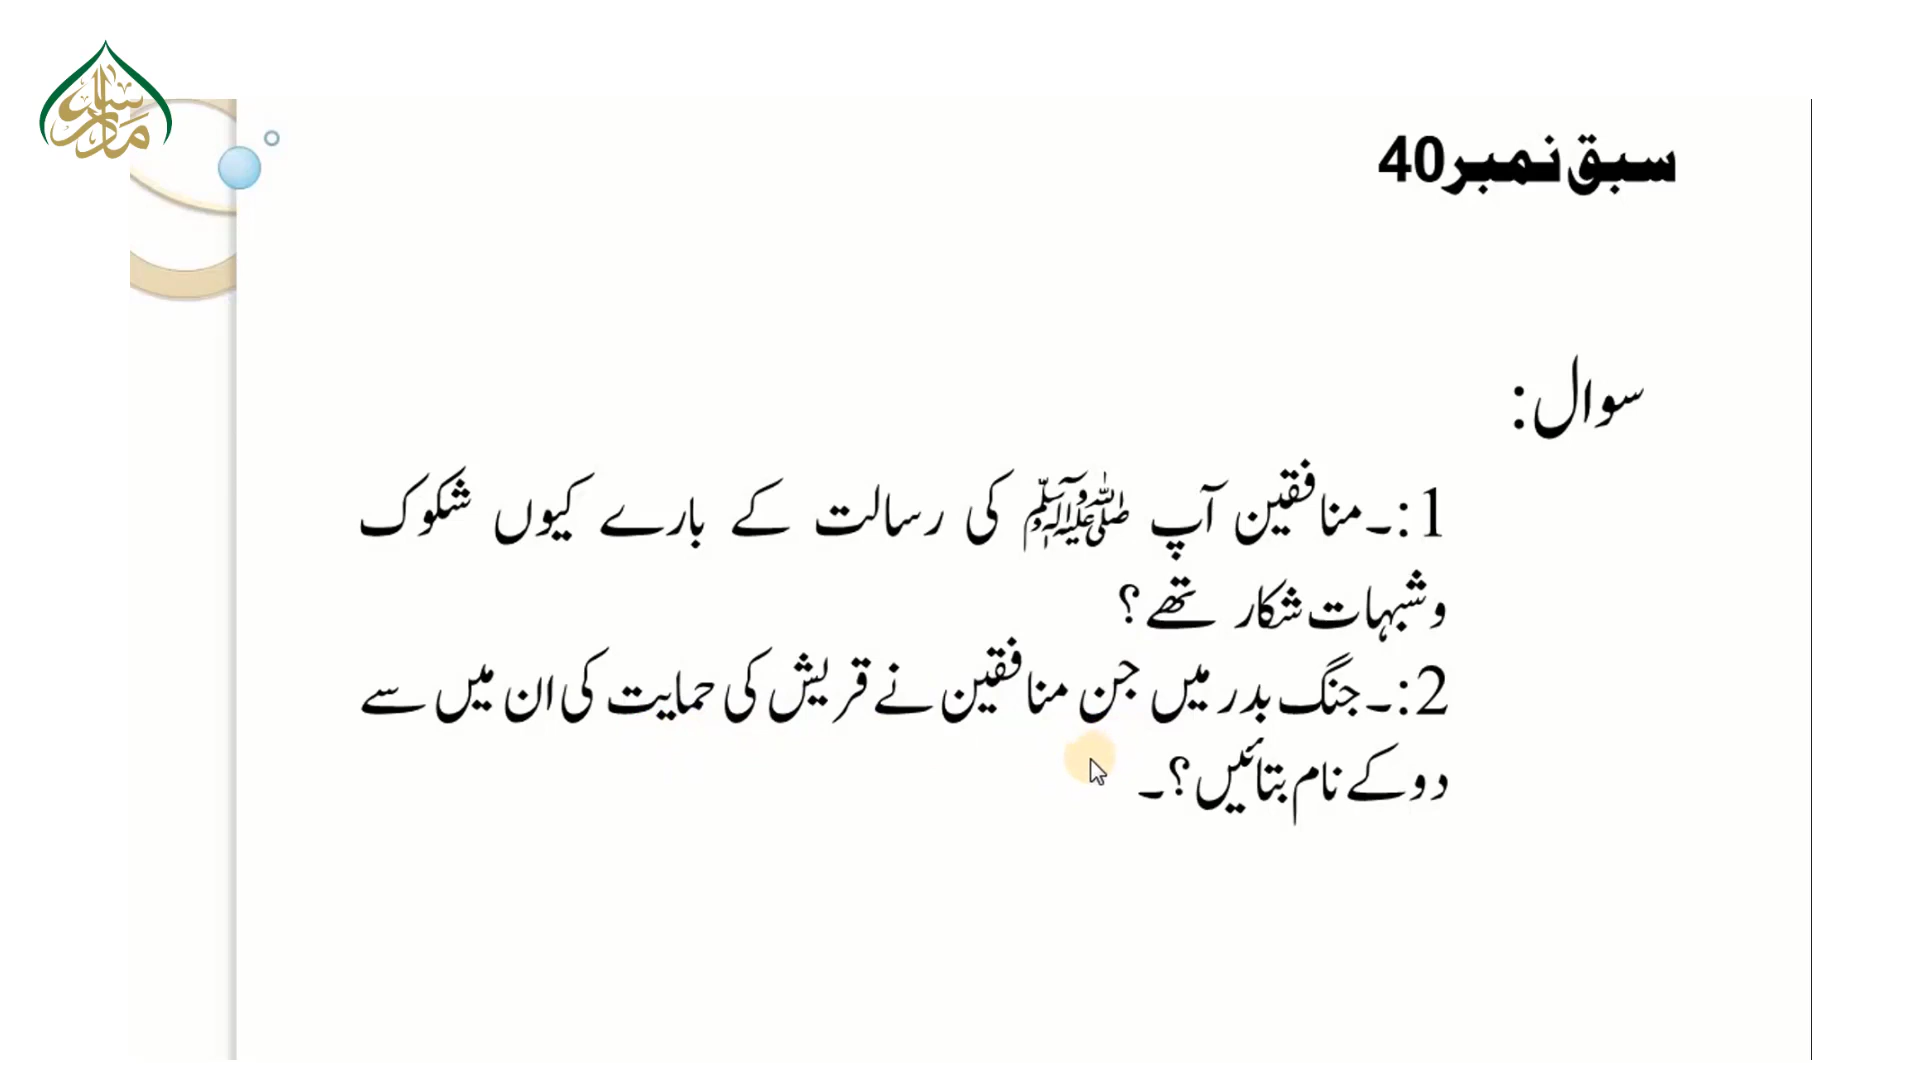 مدرسہ
سبق نمبر40
سوال:
1:۔منافقین آپ ﷺ کی رسالت کے بارے کیوں شکوک
وشبہات شکار تھے؟
2:۔جنگ بدر میں جن منافقین نے قریش کی حمایت کی ان میں سے
دو کے نام بتائیں؟۔